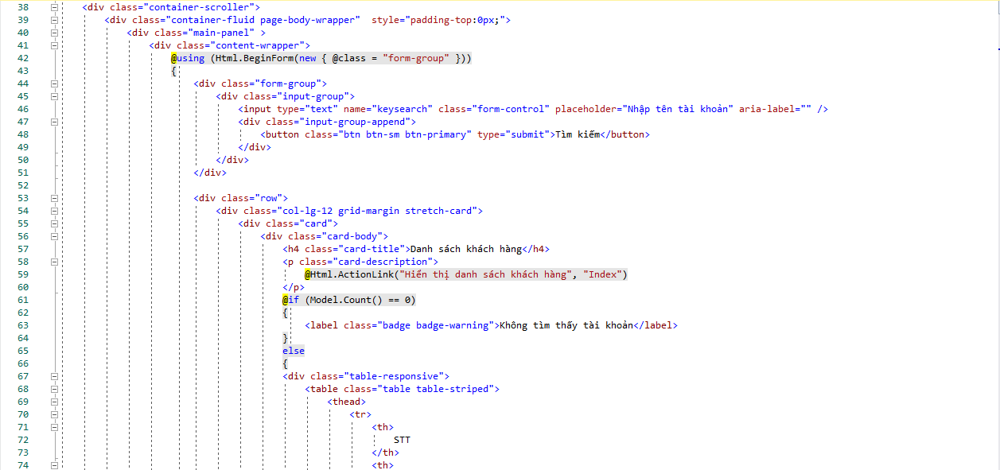 38 <div class="container-scroller">
39 <div class="container-fluid page-body-wrapper"  style="padding-top:0px;">
40 <div class="main-panel" >
41 <div class="content-wrapper">
42 @using (Html.BeginForm(new { @class = "form-group" }))
43 {
44 <div class="form-group">
45 <div class="input-group">
46 <input type="text" name="keysearch" class="form-control" placeholder="Nhập tên tài khoản" aria-label="" />
47 <div class="input-group-append">
48 <button class="btn btn-sm btn-primary" type="submit">Tìm kiếm</button>
49 </div>
50 </div>
51 </div>
52
53 <div class="row">
54 <div class="col-lg-12 grid-margin stretch-card">
55 <div class="card">
56 <div class="card-body">
57 <h4 class="card-title">Danh sách khách hàng</h4>
58 <p class="card-description">
59 @Html.ActionLink("Hiển thị danh sách khách hàng", "Index")
60 </p>
61 @if (Model.Count() == 0)
62 {
63 <label class="badge badge-warning">Không tìm thấy tài khoản</label>
64 }
65 else
66 {
67 <div class="table-responsive">
68 <table class="table table-striped">
69 <thead>
70 <tr>
71 <th>
72 STT
73 </th>
74 <th>